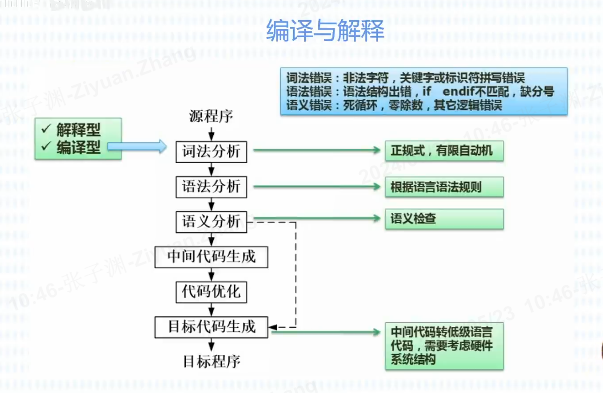 编译与解释
词法错误：非法字符，关键字或标识符拼写错误
语法错误：语法结构出错，if endif不匹配，缺分号
语义错误：死循环，零除数，其它逻辑错误
源程序
✓ 解释型
✓ 编译型
词法分析
正规式，有限自动机
语法分析
根据语言语法规则
语义分析
语义检查
中间代码生成
代码优化
目标代码生成
中间代码转低级语言
代码，需要考虑硬件
系统结构
目标程序